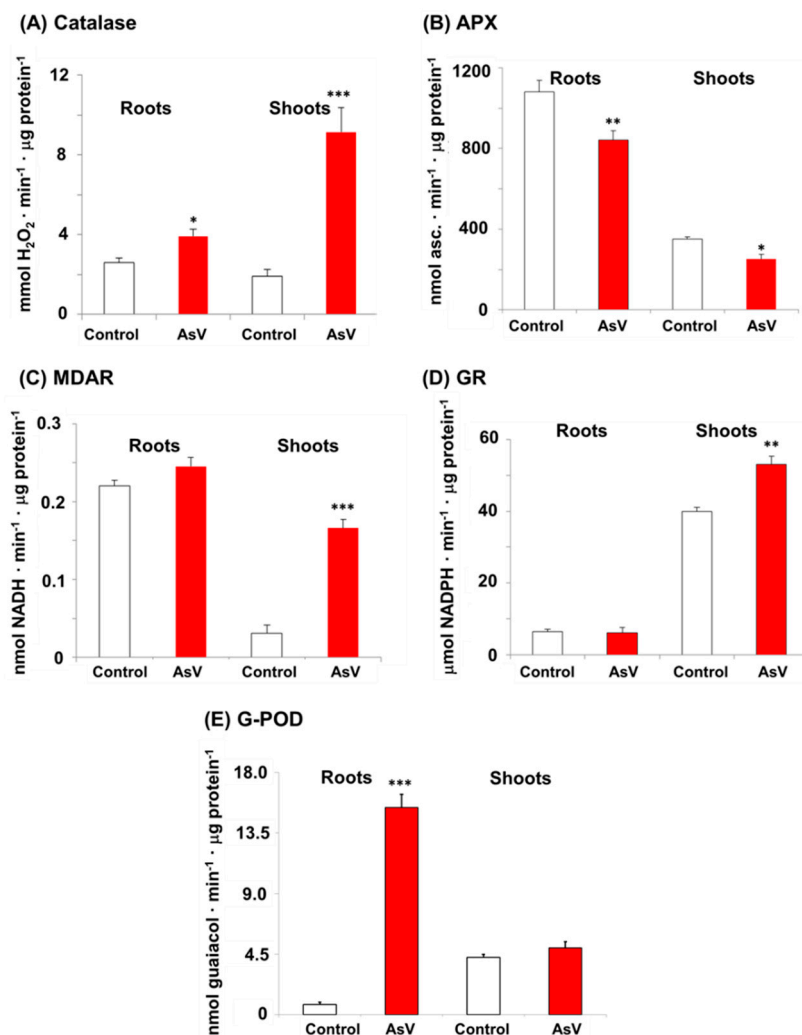 (A) Catalase
mmol H₂O₂ · min⁻¹ · µg protein⁻¹
12
8
4
0
Roots
Shoots
*
***
Control AsV Control AsV
(B) APX
nmol asc. · min⁻¹ · µg protein⁻¹
1200
800
400
0
Roots
Shoots
**
*
Control AsV Control AsV
(C) MDAR
nmol NADH · min⁻¹ · µg protein⁻¹
0.3
0.2
0.1
0
Roots
Shoots
***
Control AsV Control AsV
(D) GR
µmol NADPH · min⁻¹ · µg protein⁻¹
60
40
20
0
Roots
Shoots
**
Control AsV Control AsV
(E) G-POD
nmol guaiacol · min⁻¹ · µg protein⁻¹
18.0
13.5
9.0
4.5
0
Roots
Shoots
***
Control AsV Control AsV